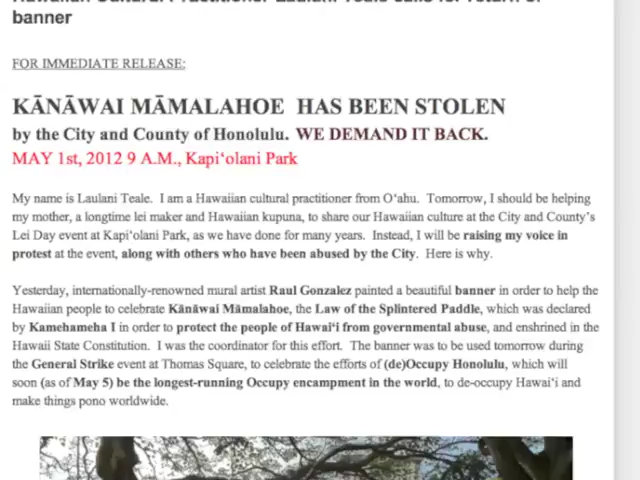 banner
FOR IMMEDIATE RELEASE:
KĀNĀWAI MĀMALAHOE HAS BEEN STOLEN
by the City and County of Honolulu. WE DEMAND IT BACK.
MAY 1st, 2012 9 A.M., Kapi‘olani Park
My name is Laulani Teale. I am a Hawaiian cultural practitioner from O‘ahu. Tomorrow, I should be helping
my mother, a longtime lei maker and Hawaiian kupuna, to share our Hawaiian culture at the City and County’s
Lei Day event at Kapi‘olani Park, as we have done for many years. Instead, I will be raising my voice in
protest at the event, along with others who have been abused by the City. Here is why.
Yesterday, internationally-renowned mural artist Raul Gonzalez painted a beautiful banner in order to help the
Hawaiian people to celebrate Kānāwai Māmalahoe, the Law of the Splintered Paddle, which was declared
by Kamehameha I in order to protect the people of Hawai‘i from governmental abuse, and enshrined in the
Hawaii State Constitution. I was the coordinator for this effort. The banner was to be used tomorrow during
the General Strike event at Thomas Square, to celebrate the efforts of (de)Occupy Honolulu, which will
soon (as of May 5) be the longest-running Occupy encampment in the world, to de-occupy Hawai‘i and
make things pono worldwide.